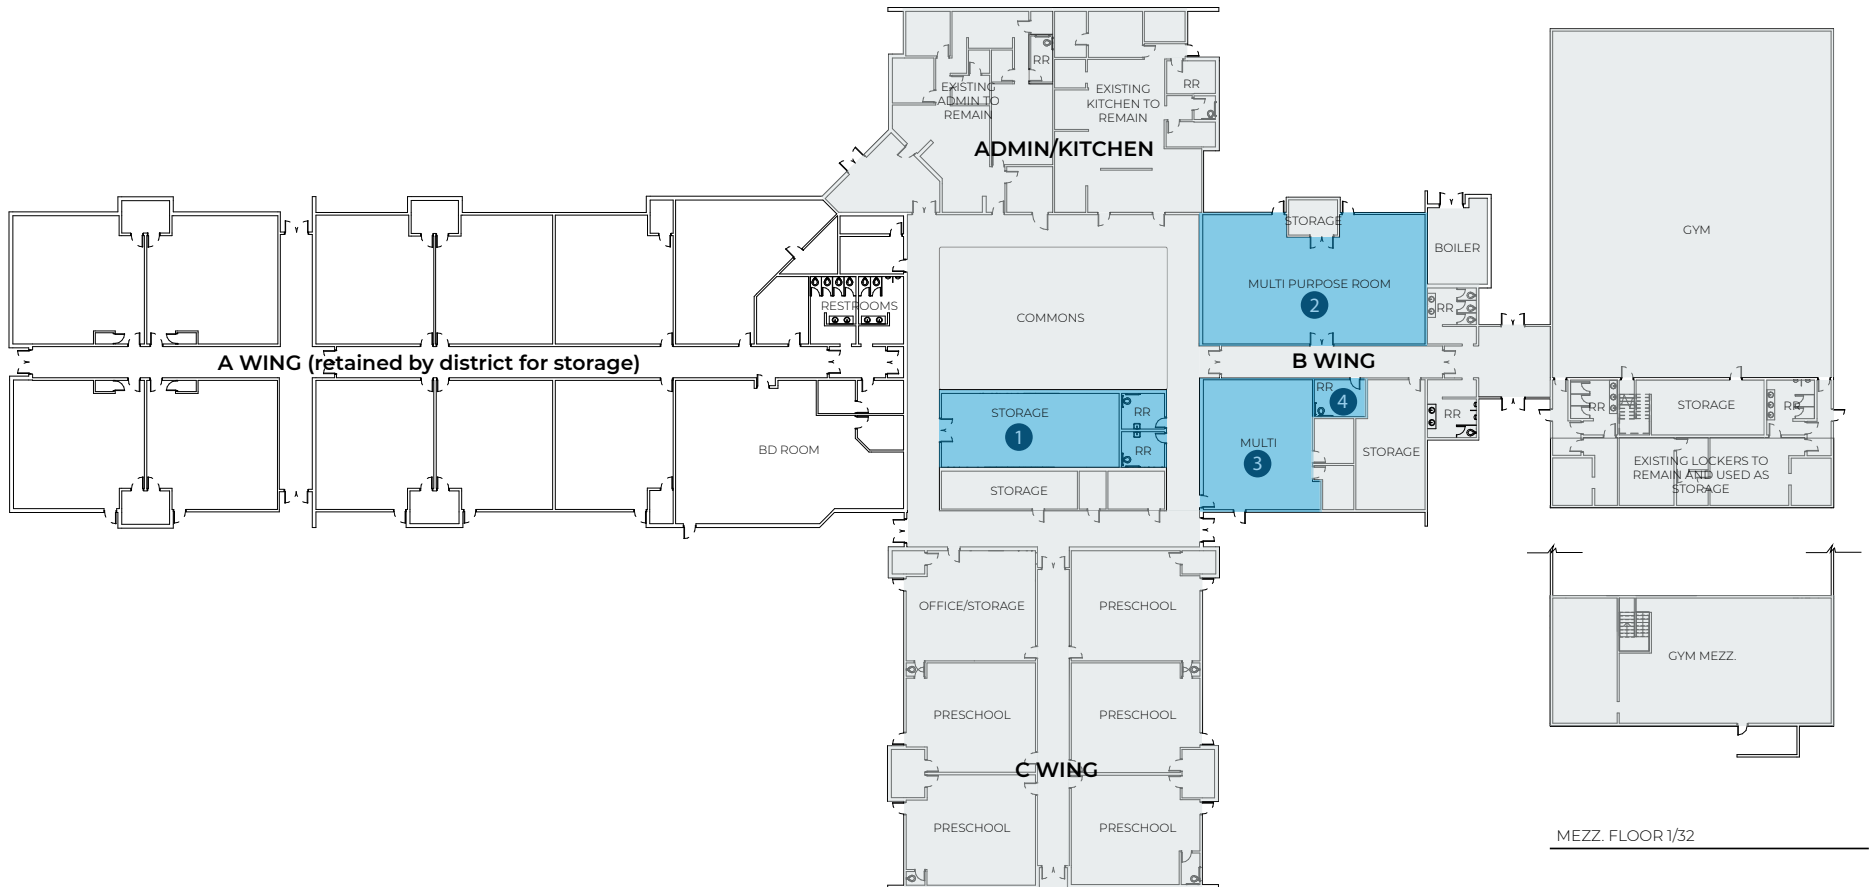 RR
EXISTING
ADMIN TO
REMAIN
EXISTING
KITCHEN TO
REMAIN
RR
ADMIN/KITCHEN
STORAGE
BOILER
GYM
MULTI PURPOSE ROOM
2
RR
RESTROOMS
COMMONS
A WING (retained by district for storage)
B WING
STORAGE
1
RR
RR
RR
4
MULTI
3
STORAGE
RR
BD ROOM
STORAGE
RR
STORAGE
RR
EXISTING LOCKERS TO
REMAIN AND USED AS
STORAGE
OFFICE/STORAGE
PRESCHOOL
PRESCHOOL
PRESCHOOL
C WING
PRESCHOOL
PRESCHOOL
GYM MEZZ.
MEZZ. FLOOR 1/32